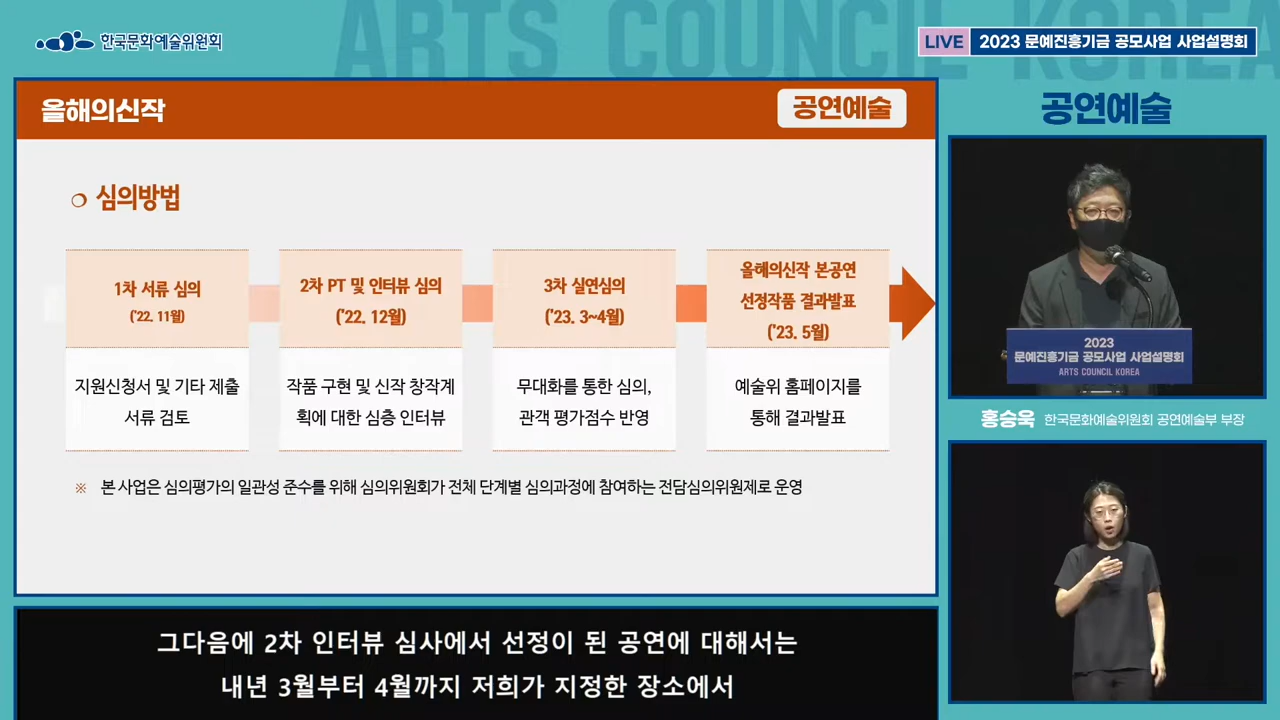 ARTS COUNCIL KOREA
한국문화예술위원회
LIVE 2023 문예진흥기금 공모사업 사업설명회
올해의신작
공연예술
심의방법
1차 서류 심의
('22. 11월)
지원신청서 및 기타 제출
서류 검토
2차 PT 및 인터뷰 심의
('22. 12월)
작품 구현 및 신작 창작계
획에 대한 심층 인터뷰
3차 실연심의
('23. 3~4월)
무대화를 통한 심의,
관객 평가점수 반영
올해의신작 본공연
선정작품 결과발표
('23. 5월)
예술위 홈페이지를
통해 결과발표
※ 본 사업은 심의평가의 일관성 준수를 위해 심의위원회가 전체 단계별 심의과정에 참여하는 전담심의위원제로 운영
공연예술
2023
문예진흥기금 공모사업 사업설명회
ARTS COUNCIL KOREA
홍승욱 한국문화예술위원회 공연예술부 부장
그다음에 2차 인터뷰 심사에서 선정이 된 공연에 대해서는
내년 3월부터 4월까지 저희가 지정한 장소에서